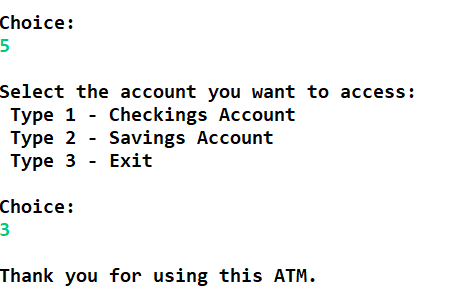 Choice:
5
Select the account you want to access:
Type 1 - Checkings Account
Type 2 - Savings Account
Type 3 - Exit
Choice:
3
Thank you for using this ATM.